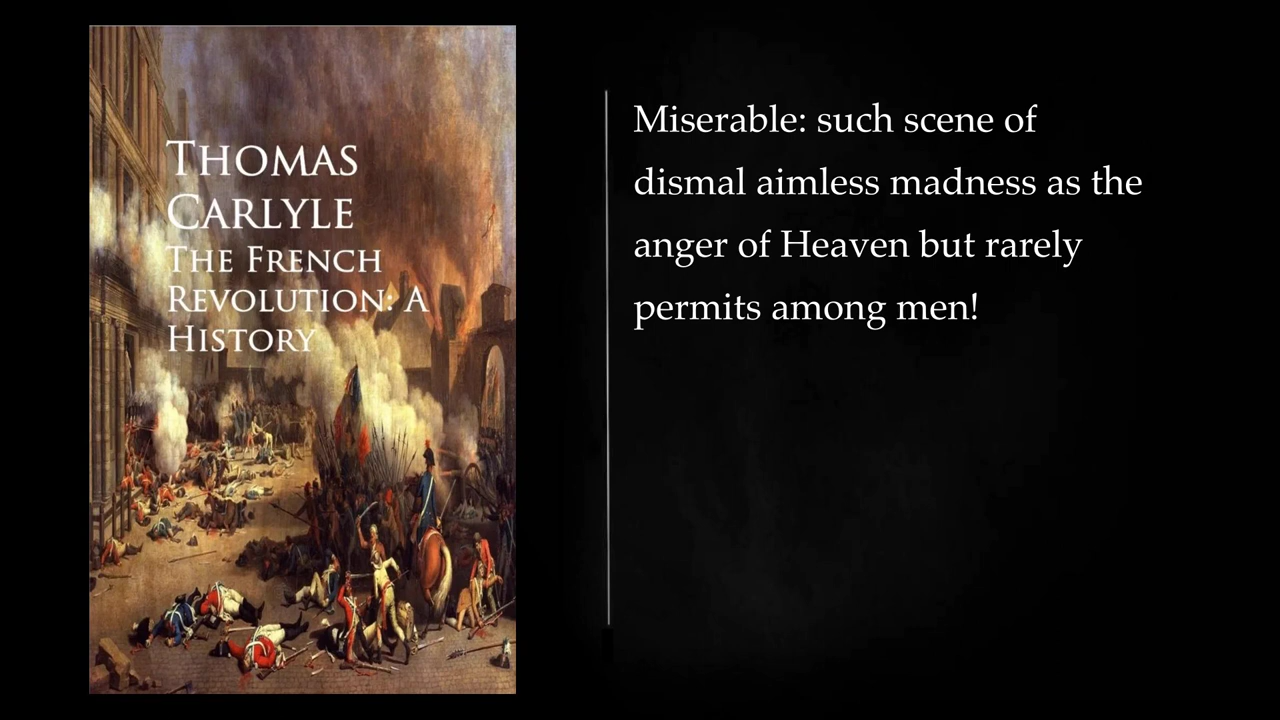 THOMAS
CARLYLE
THE FRENCH
REVOLUTION: A
HISTORY
Miserable: such scene of
dismal aimless madness as the
anger of Heaven but rarely
permits among men!